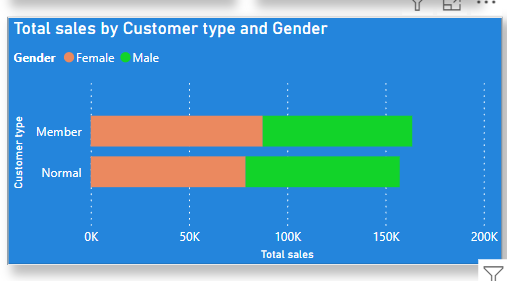 Total sales by Customer type and Gender
Gender Female Male
Customer type
Member
Normal
0K 50K 100K 150K 200K
Total sales